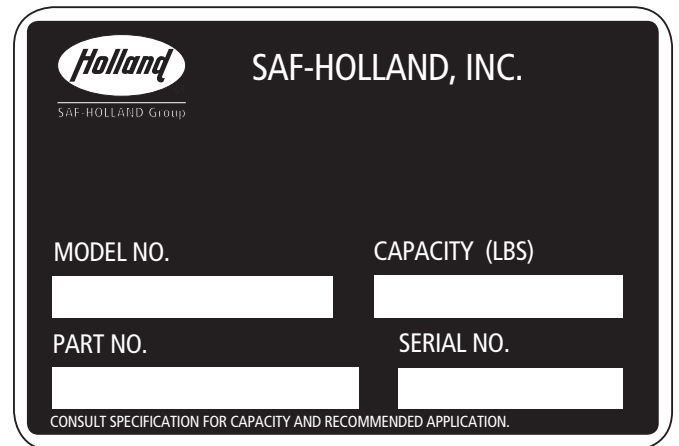 Holland
SAF-HOLLAND Group
SAF-HOLLAND, INC.
MODEL NO.
CAPACITY (LBS)
PART NO.
SERIAL NO.
CONSULT SPECIFICATION FOR CAPACITY AND RECOMMENDED APPLICATION.